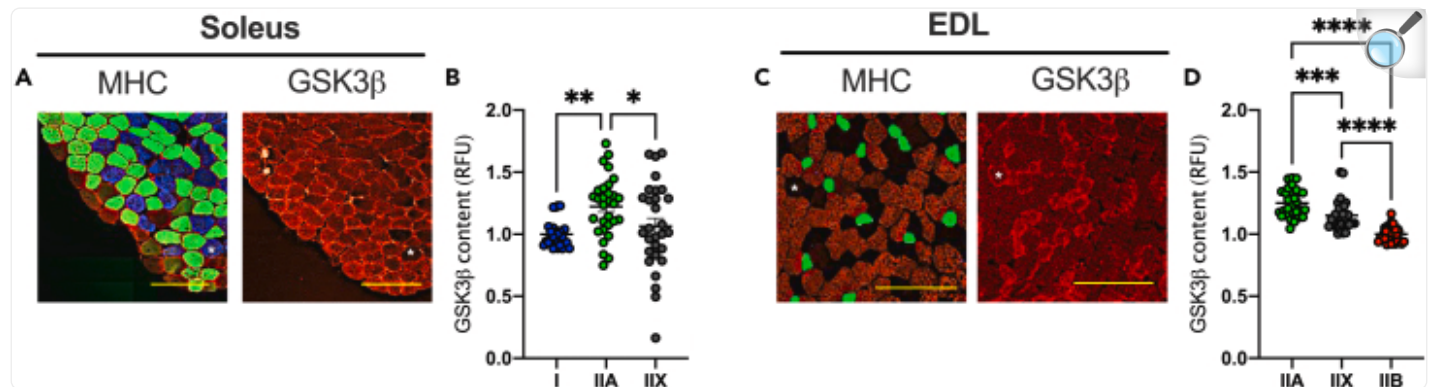 Soleus
EDL
A
MHC
GSK3β
B
** *
GSK3β content (RFU)
2.0
1.5
1.0
0.5
0.0
I IIA IIX
C
MHC
GSK3β
D
****
***
****
GSK3β content (RFU)
2.0
1.5
1.0
0.5
0.0
IIA IIX IIB
*
*
*
*